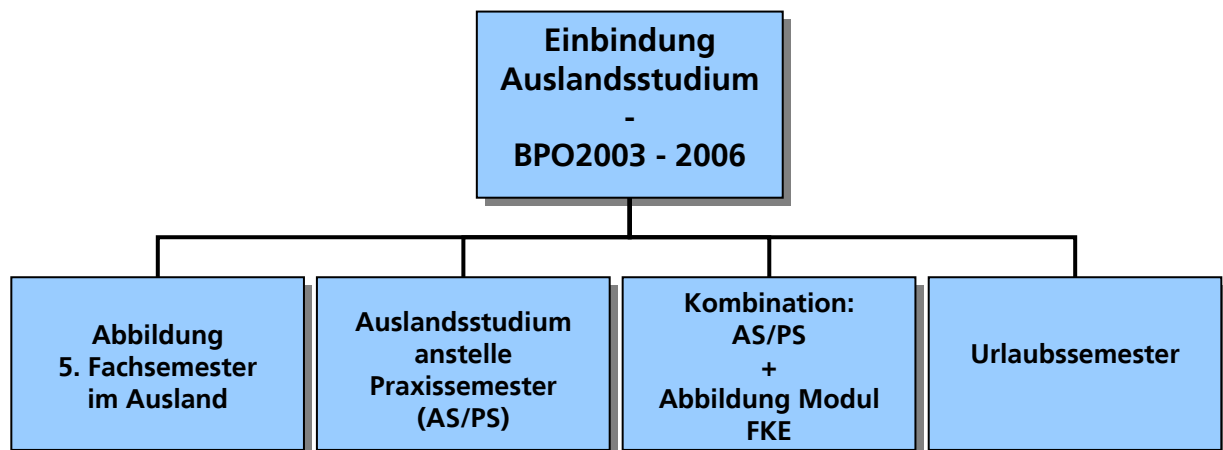 Einbindung
Auslandsstudium
-
BPO2003 - 2006
Abbildung
5. Fachsemester
im Ausland
Auslandsstudium
anstelle
Praxissemester
(AS/PS)
Kombination:
AS/PS
+
Abbildung Modul
FKE
Urlaubssemester